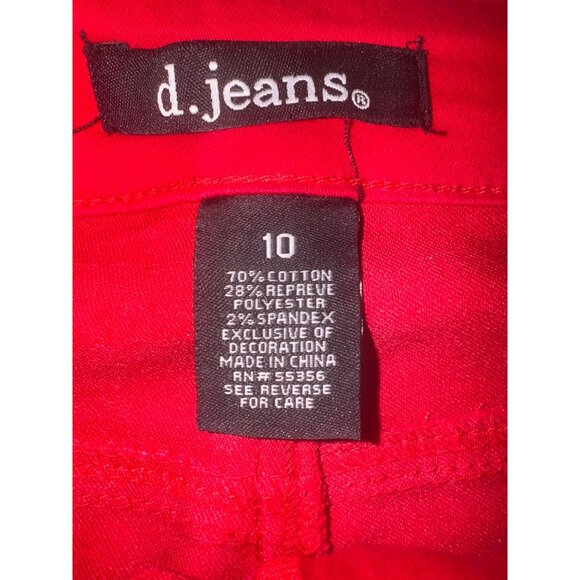 d.jeans®
10
70% COTTON
28% REPREVE
POLYESTER
2% SPANDEX
EXCLUSIVE OF
DECORATION
MADE IN CHINA
RN# 55356
SEE REVERSE
FOR CARE